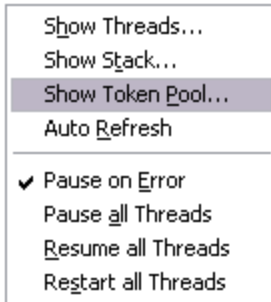 Show Threads...
Show Stack...
Show Token Pool...
Auto Refresh
Pause on Error
Pause all Threads
Resume all Threads
Restart all Threads